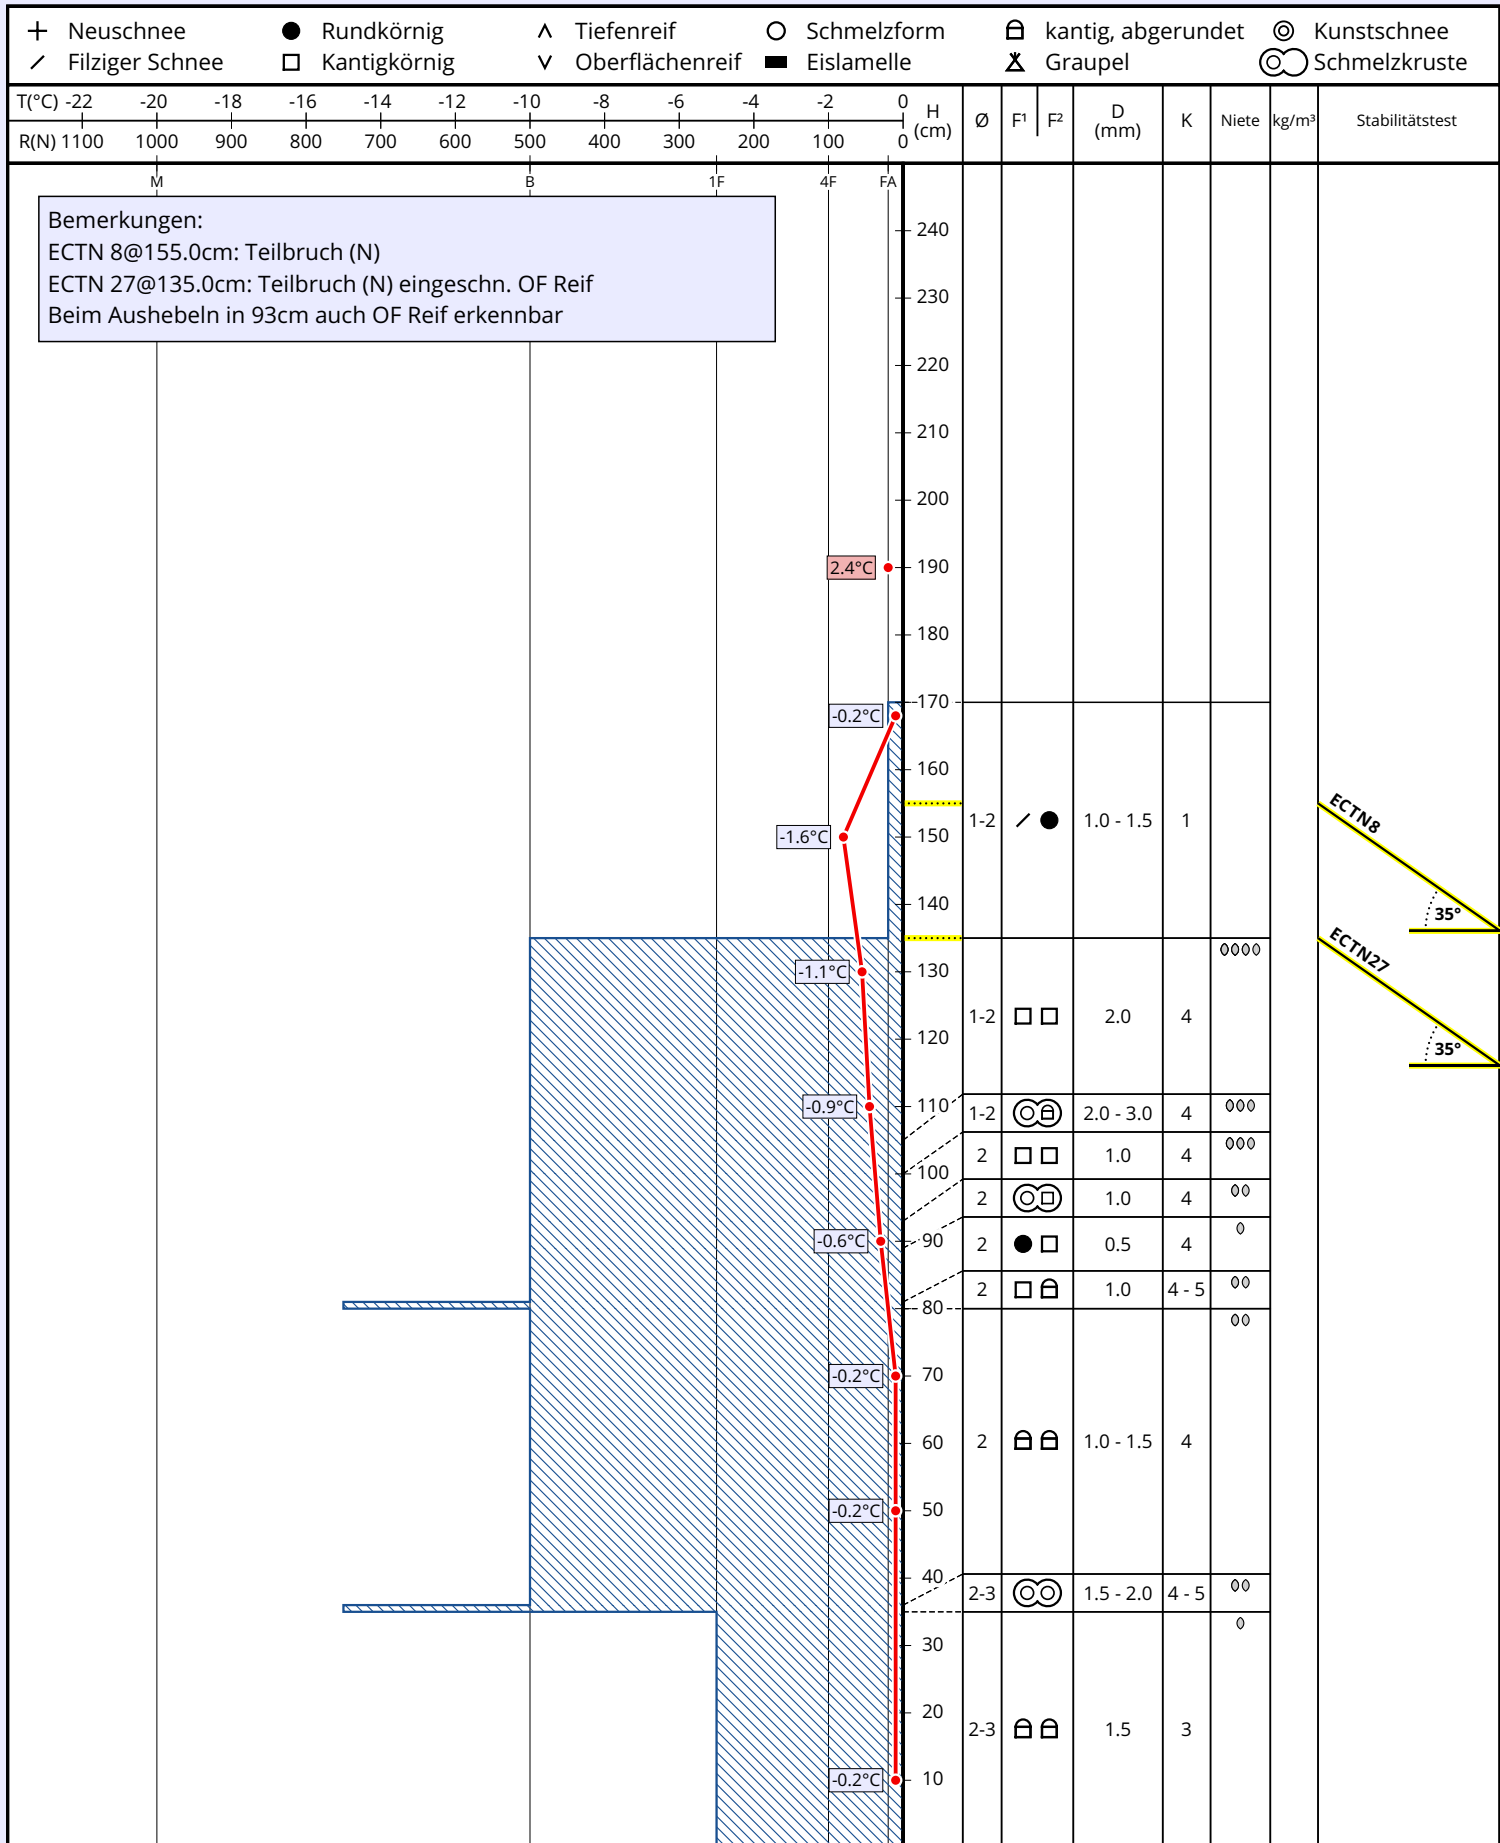 Neuschnee Rundkörnig Tiefenreif Schmelzform kantig, abgerundet Kunstschnee
Filziger Schnee Kantigkörnig Oberflächenreif Eislamelle Graupel Schmelzkruste
T(°C) -22 -20 -18 -16 -14 -12 -10 -8 -6 -4 -2 0
R(N) 1100 1000 900 800 700 600 500 400 300 200 100 0
H (cm) Ø F¹ F² D (mm) K Niete kg/m³ Stabilitätstest
M B 1F 4F FA
Bemerkungen:
ECTN 8@155.0cm: Teilbruch (N)
ECTN 27@135.0cm: Teilbruch (N) eingeschn. OF Reif
Beim Aushebeln in 93cm auch OF Reif erkennbar
240
230
220
210
200
2.4°C 190
180
170
-0.2°C
160
ECTN8
1-2 1.0 - 1.5 1
-1.6°C 150
140
35°
ECTN27
-1.1°C 130
1-2 2.0 4
120
35°
-0.9°C 110
1-2 2.0 - 3.0 4
2 1.0 4
100
2 1.0 4
-0.6°C 90
2 0.5 4
2 1.0 4 - 5
80
-0.2°C 70
60
2 1.0 - 1.5 4
-0.2°C 50
40
2-3 1.5 - 2.0 4 - 5
30
20
2-3 1.5 3
-0.2°C 10